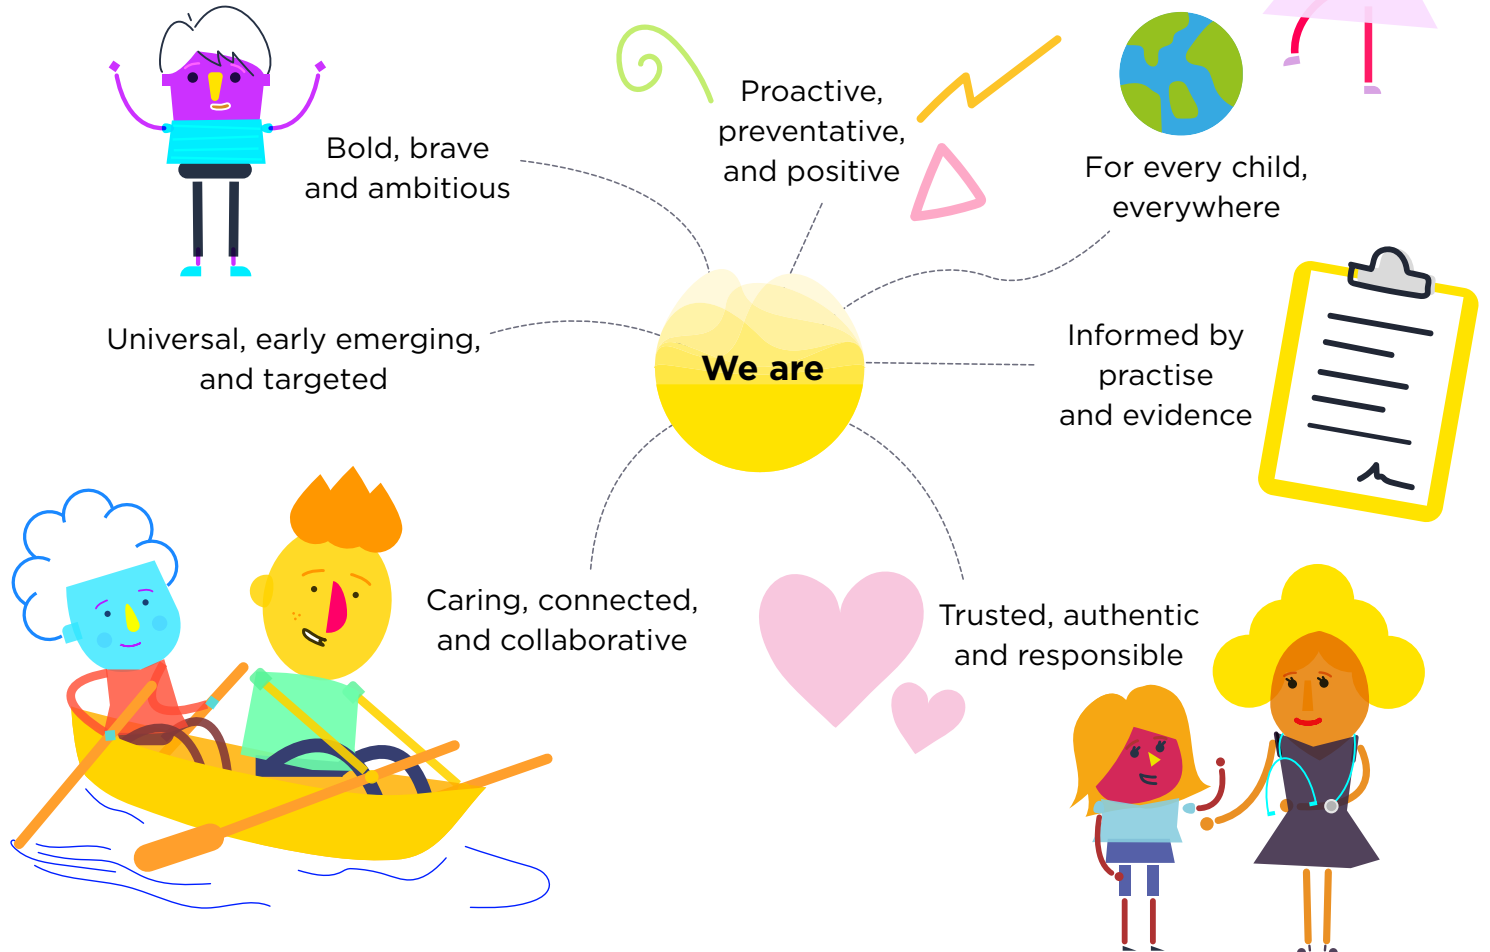 Bold, brave
and ambitious
Proactive,
preventative,
and positive
For every child,
everywhere
Universal, early emerging,
and targeted
We are
Informed by
practise
and evidence
Caring, connected,
and collaborative
Trusted, authentic
and responsible